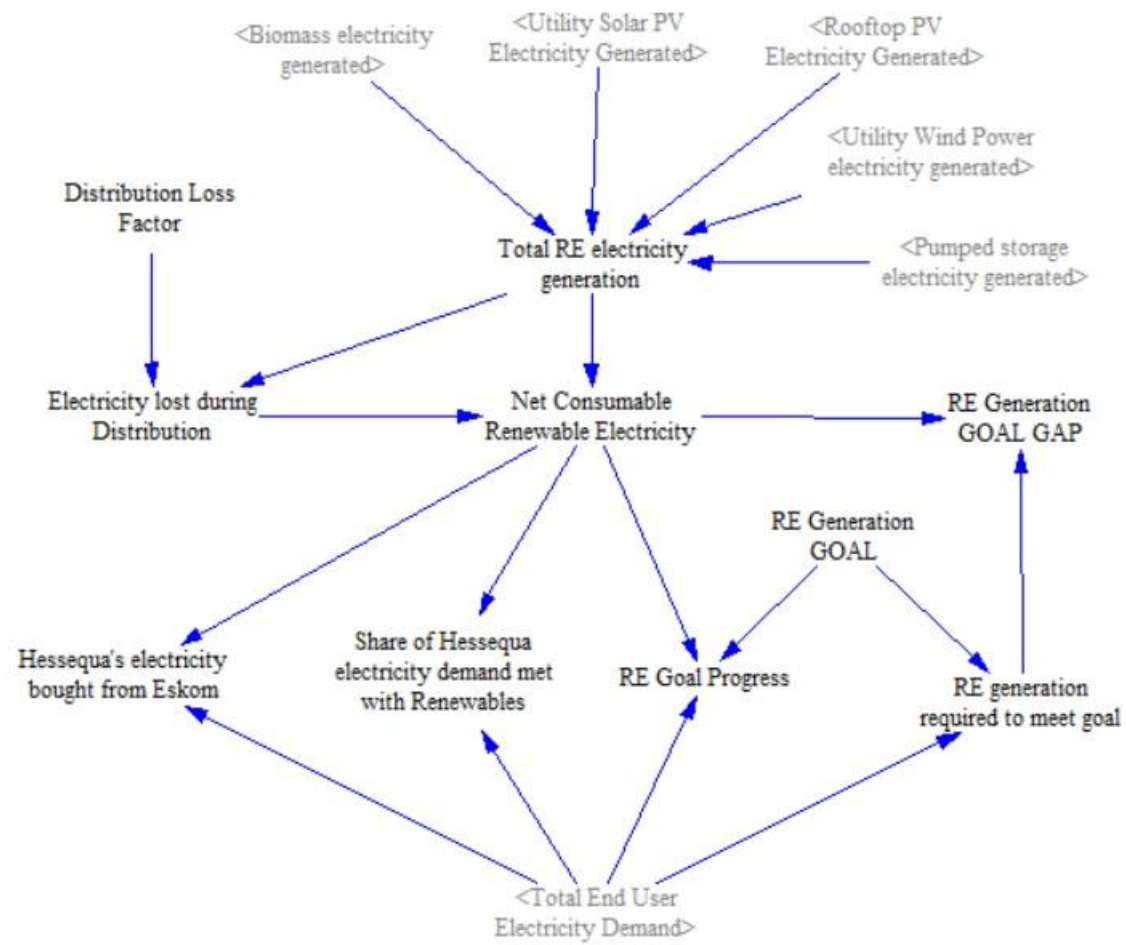 <Biomass electricity
generated>
<Utility Solar PV
Electricity Generated>
<Rooftop PV
Electricity Generated>
<Utility Wind Power
electricity generated>
Distribution Loss
Factor
Total RE electricity
generation
<Pumped storage
electricity generated>
Electricity lost during
Distribution
Net Consumable
Renewable Electricity
RE Generation
GOAL GAP
RE Generation
GOAL
Hessequa's electricity
bought from Eskom
Share of Hessequa
electricity demand met
with Renewables
RE Goal Progress
RE generation
required to meet goal
<Total End User
Electricity Demand>